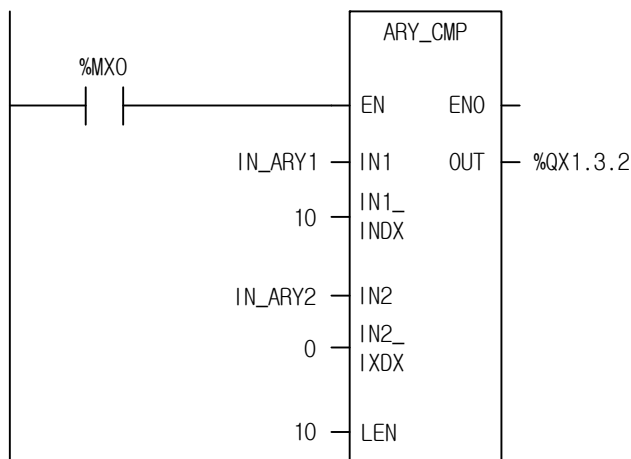 ARY_CMP
%MX0
EN ENO
IN_ARY1 IN1 OUT %QX1.3.2
10 IN1_
INDX
IN_ARY2 IN2
0 IN2_
IXDX
10 LEN